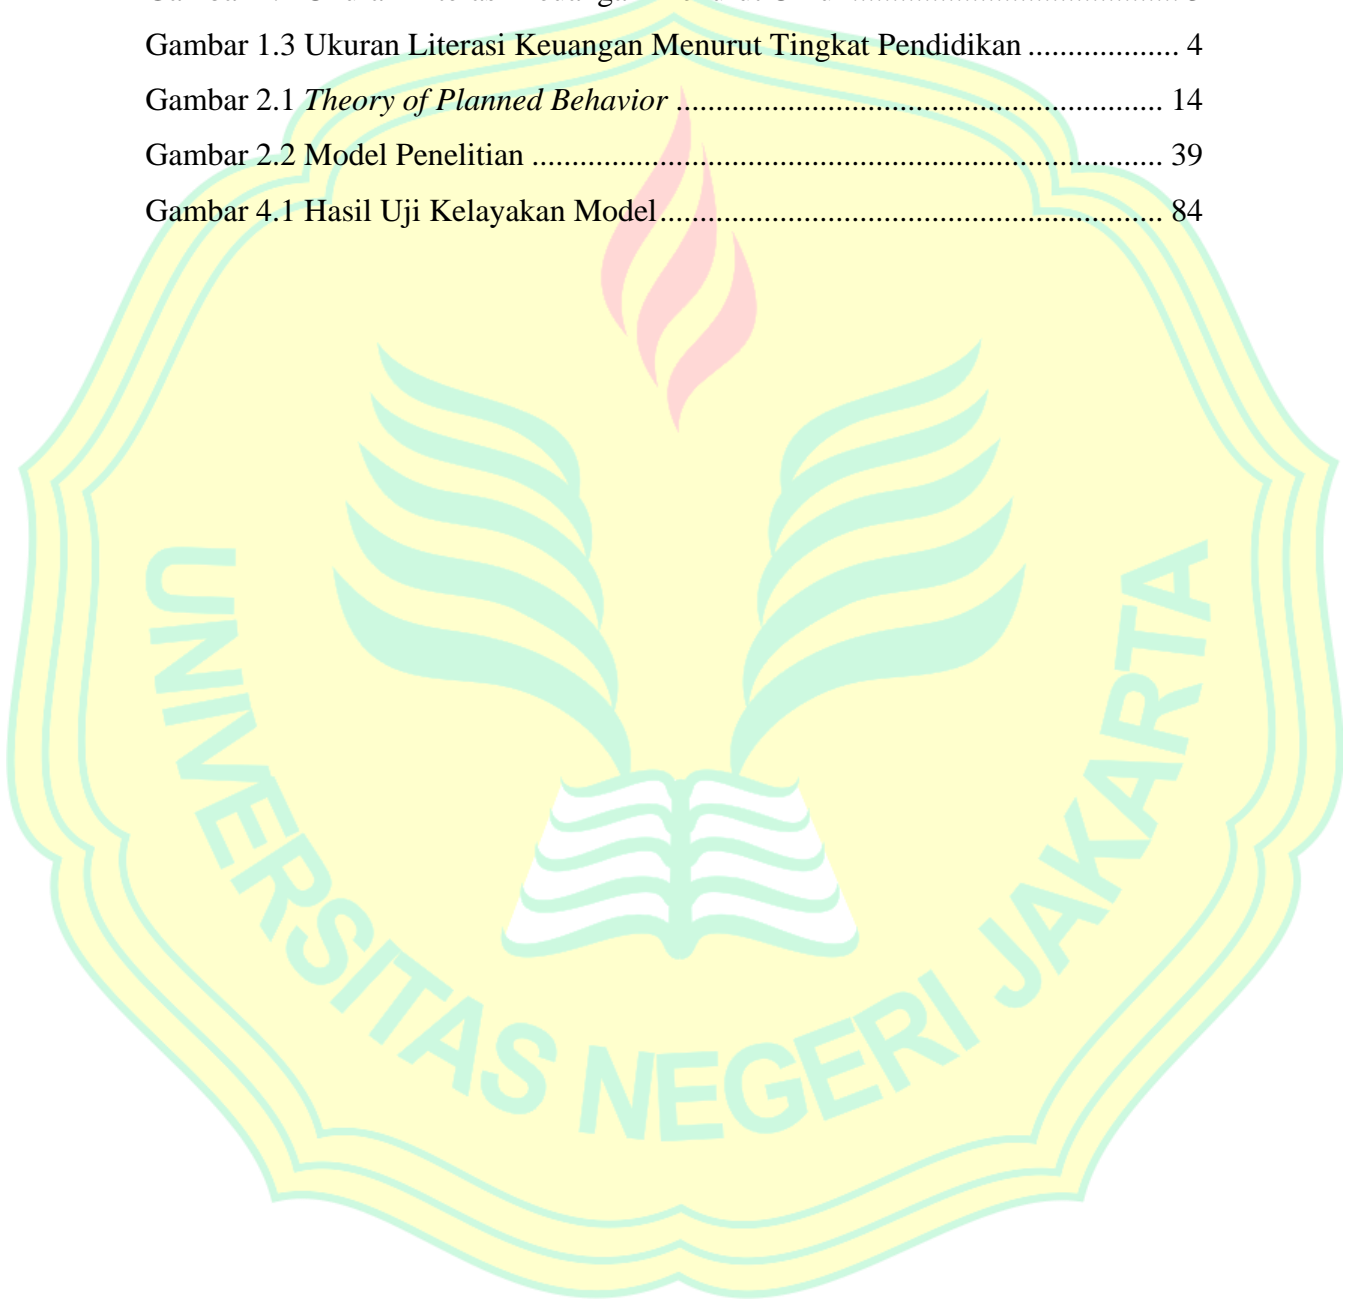 Gambar 1.3 Ukuran Literasi Keuangan Menurut Tingkat Pendidikan ................... 4
Gambar 2.1 Theory of Planned Behavior ............................................................. 14
Gambar 2.2 Model Penelitian ............................................................................... 39
Gambar 4.1 Hasil Uji Kelayakan Model............................................................... 84
UNIVERSITAS NEGERI JAKARTA